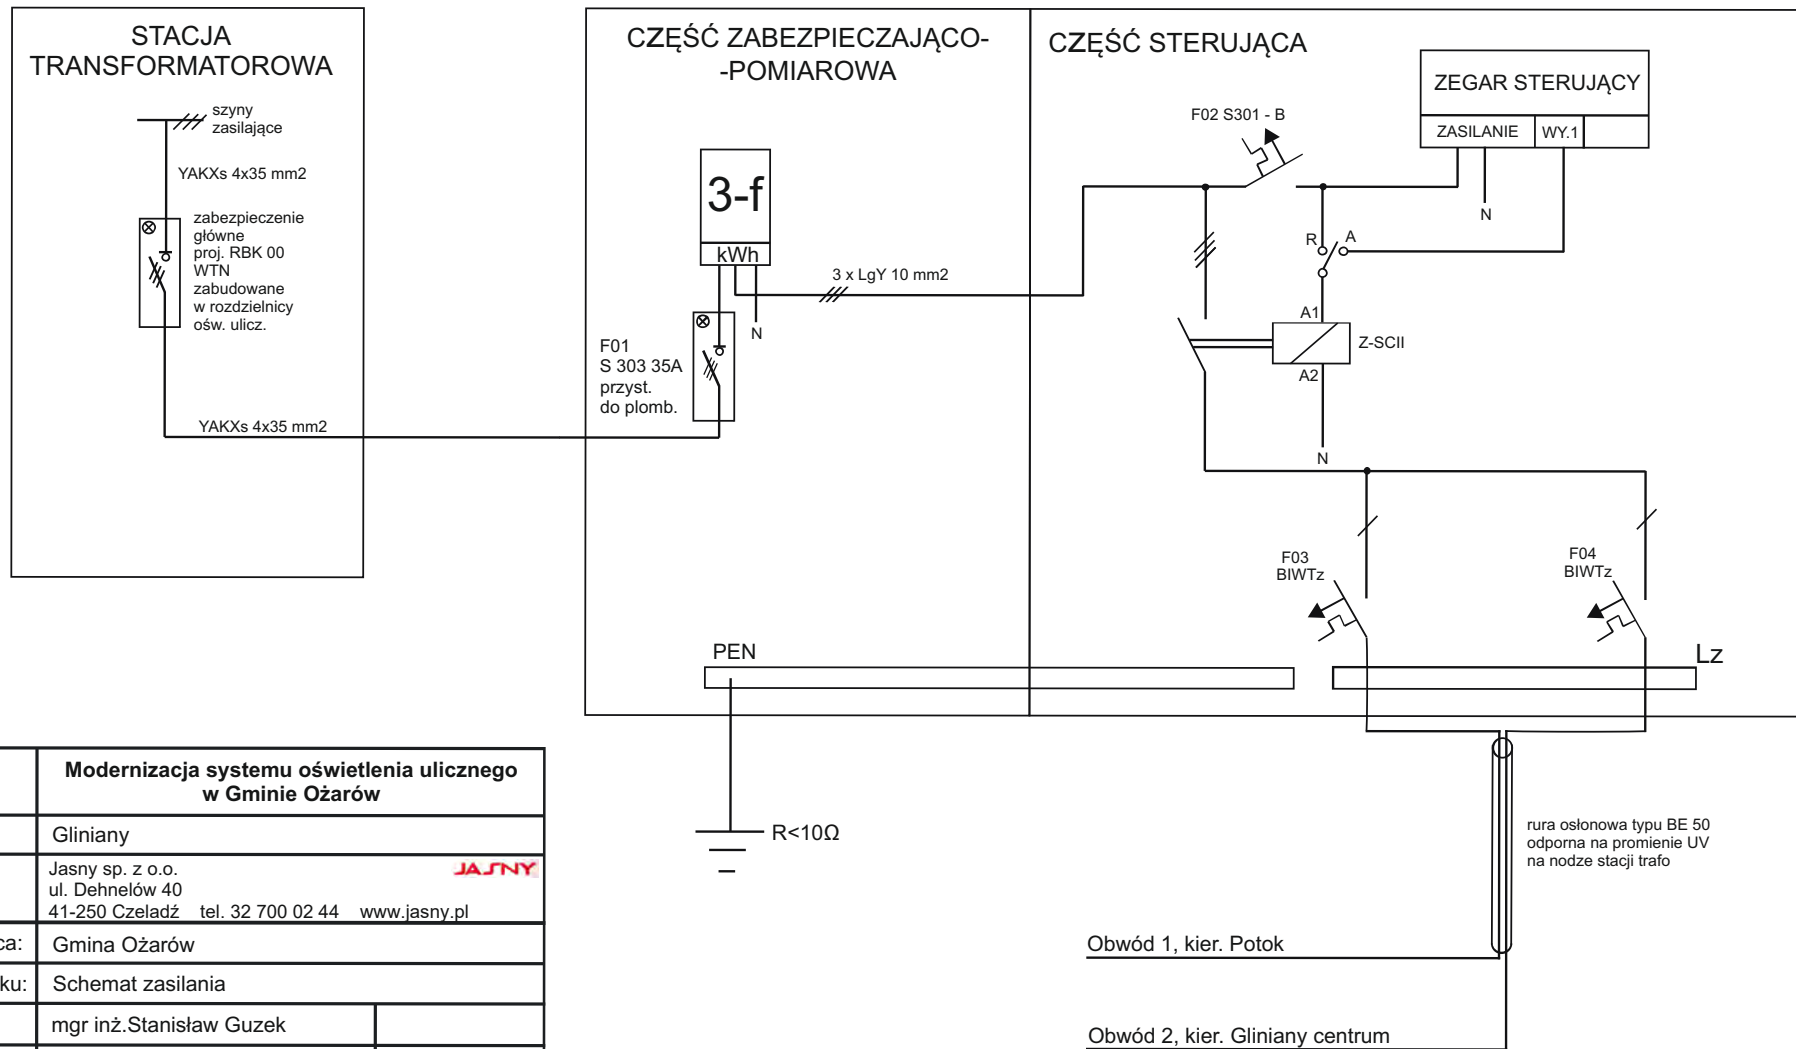 STACJA
TRANSFORMATOROWA
szyny
zasilające
YAKXs 4x35 mm2
zabezpieczenie
główne
proj. RBK 00
WTN
zabudowane
w rozdzielnicy
ośw. ulicz.
YAKXs 4x35 mm2
CZĘŚĆ ZABEZPIECZAJĄCO-
-POMIAROWA
3-f
kWh
N
3 x LgY 10 mm2
F01
S 303 35A
przyst.
do plomb.
CZĘŚĆ STERUJĄCA
F02 S301 - B
ZEGAR STERUJĄCY
ZASILANIE
WY.1
N
R
A
A1
Z-SCII
A2
N
F03
BIWTz
F04
BIWTz
PEN
Lz
R<10Ω
rura osłonowa typu BE 50
odporna na promienie UV
na nodze stacji trafo
Obwód 1, kier. Potok
Obwód 2, kier. Gliniany centrum
Modernizacja systemu oświetlenia ulicznego
w Gminie Ożarów
Gliniany
Jasny sp. z o.o.
JASNY
ul. Dehnelów 40
41-250 Czeladź tel. 32 700 02 44 www.jasny.pl
ca: Gmina Ożarów
ku: Schemat zasilania
mgr inż.Stanisław Guzek